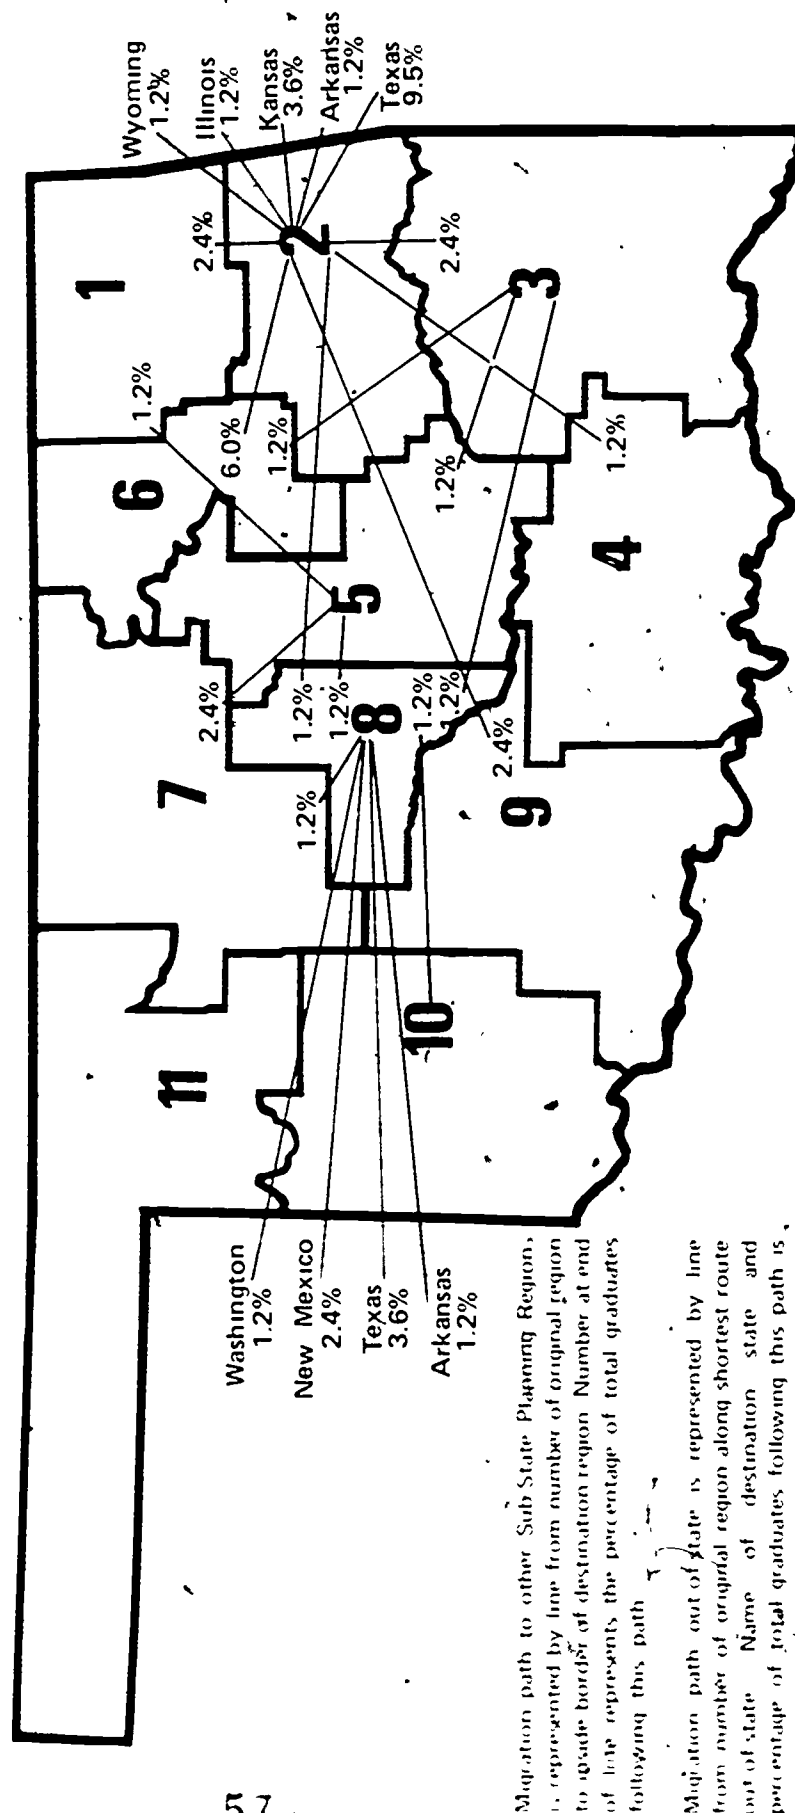 Wyoming
1.2%
Illinois
1.2%
Kansas
3.6%
Arkansas
1.2%
Texas
9.5%
1
2.4%
2
2.4%
3
1.2%
6
6.0%
1.2%
1.2%
1.2%
4
5
2.4%
1.2%
1.2%
8
1.2%
1.2%
2.4%
7
1.2%
9
10
11
Washington
1.2%
New Mexico
2.4%
Texas
3.6%
Arkansas
1.2%
Migration path to other Sub State Planning Region,
is represented by line from number of original region
to inside border of destination region Number at end
of line represents the percentage of total graduates
following this path
Migration path out of state is represented by line
from number of original region along shortest route
out of state Name of destination state and
percentage of total graduates following this path is
57